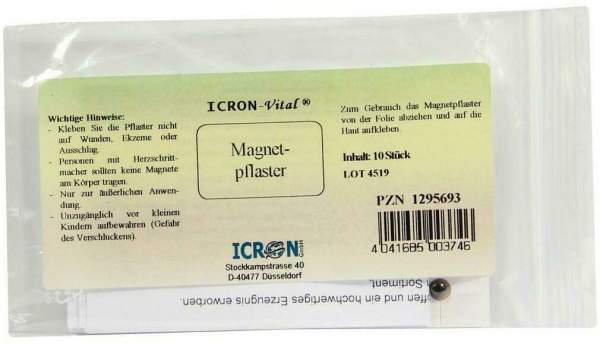 ICRON-Vital®
Wichtige Hinweise:
- Kleben Sie die Pflaster nicht
auf Wunden, Ekzeme oder
Ausschlag.
- Personen mit Herzschritt-
macher sollten keine Magnete
am Körper tragen.
- Nur zur äußerlichen Anwen-
dung.
- Unzugänglich vor kleinen
Kindern aufbewahren (Gefahr
des Verschluckens).
Magnet-
pflaster
ICRON GmbH
Stockkampstrasse 40
D-40477 Düsseldorf
Zum Gebrauch das Magnetpflaster
von der Folie abziehen und auf die
Haut aufkleben.
Inhalt: 10 Stück
LOT 4519
PZN 1295693
4 041685 003746
offen und ein hochwertiges Erzeugnis erworben.
Sortiment.